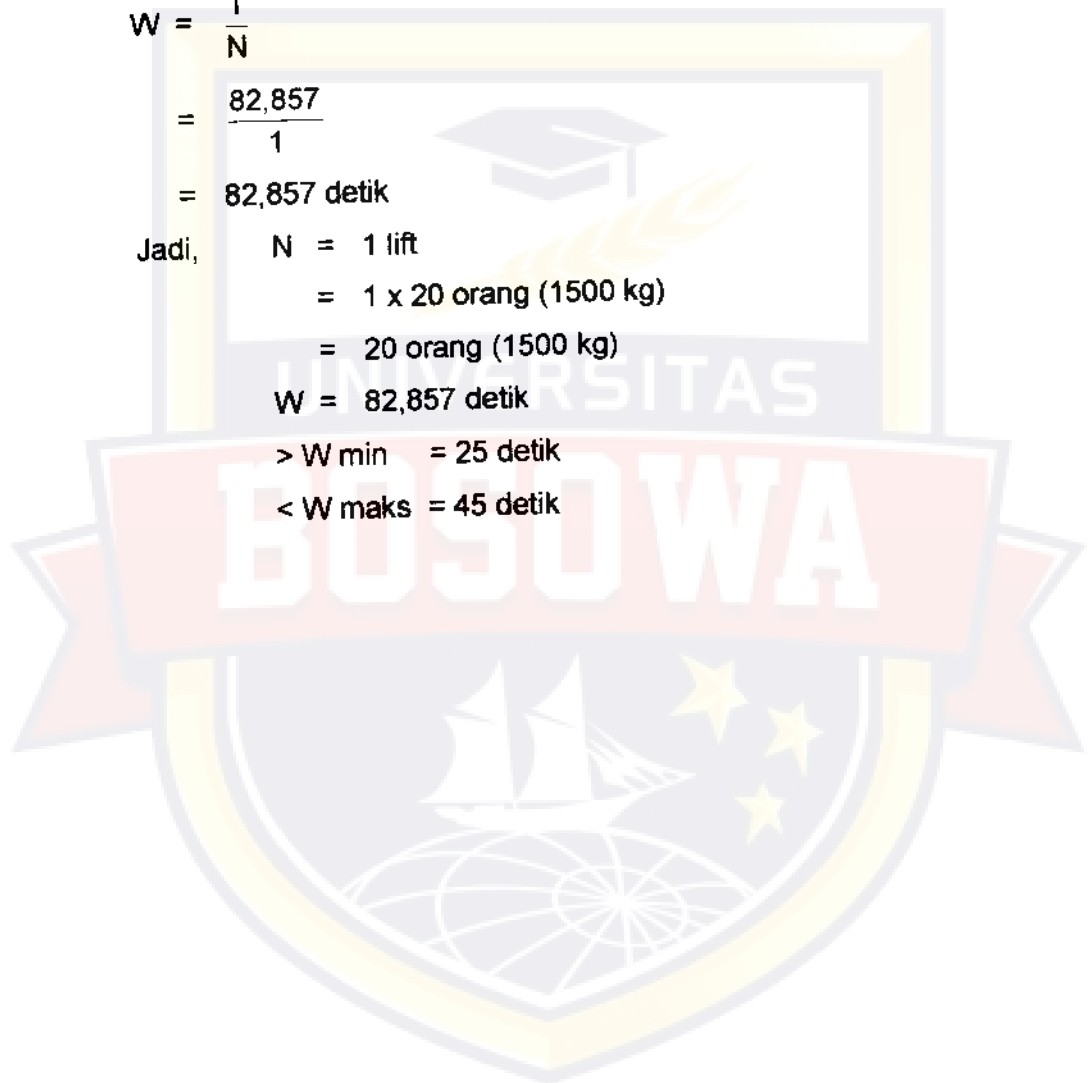 W =
N
= 82,857
1
= 82,857 detik
Jadi, N = 1 lift
= 1 x 20 orang (1500 kg)
= 20 orang (1500 kg)
UNIVERSITAS
W = 82,857 detik
> W min = 25 detik
BOSOWA
< W maks = 45 detik